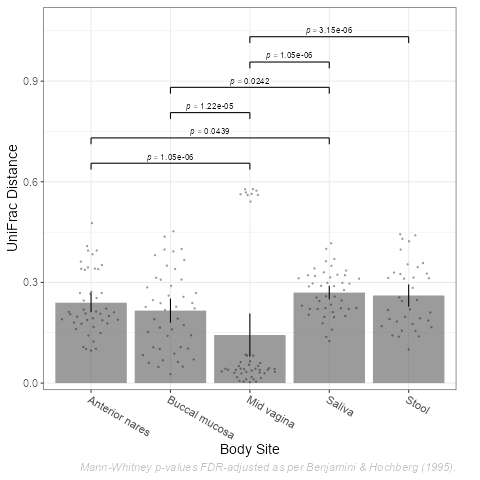 p = 3.15e-06
p = 1.05e-06
p = 0.0242
p = 1.22e-05
p = 0.0439
p = 1.05e-06
UniFrac Distance
0.9
0.6
0.3
0.0
Anterior nares
Buccal mucosa
Mid vagina
Saliva
Stool
Body Site
Mann-Whitney p-values FDR-adjusted as per Benjamini & Hochberg (1995).